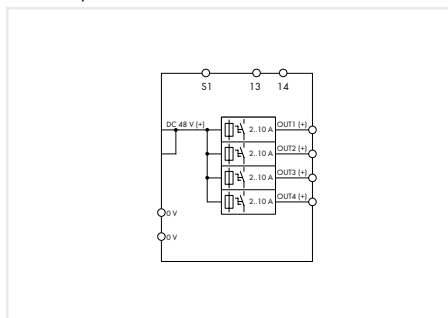 S1 13 14
DC 48 V (+) 2..10 A OUT1 (+)
2..10 A OUT2 (+)
2..10 A OUT3 (+)
2..10 A OUT4 (+)
0 V
0 V